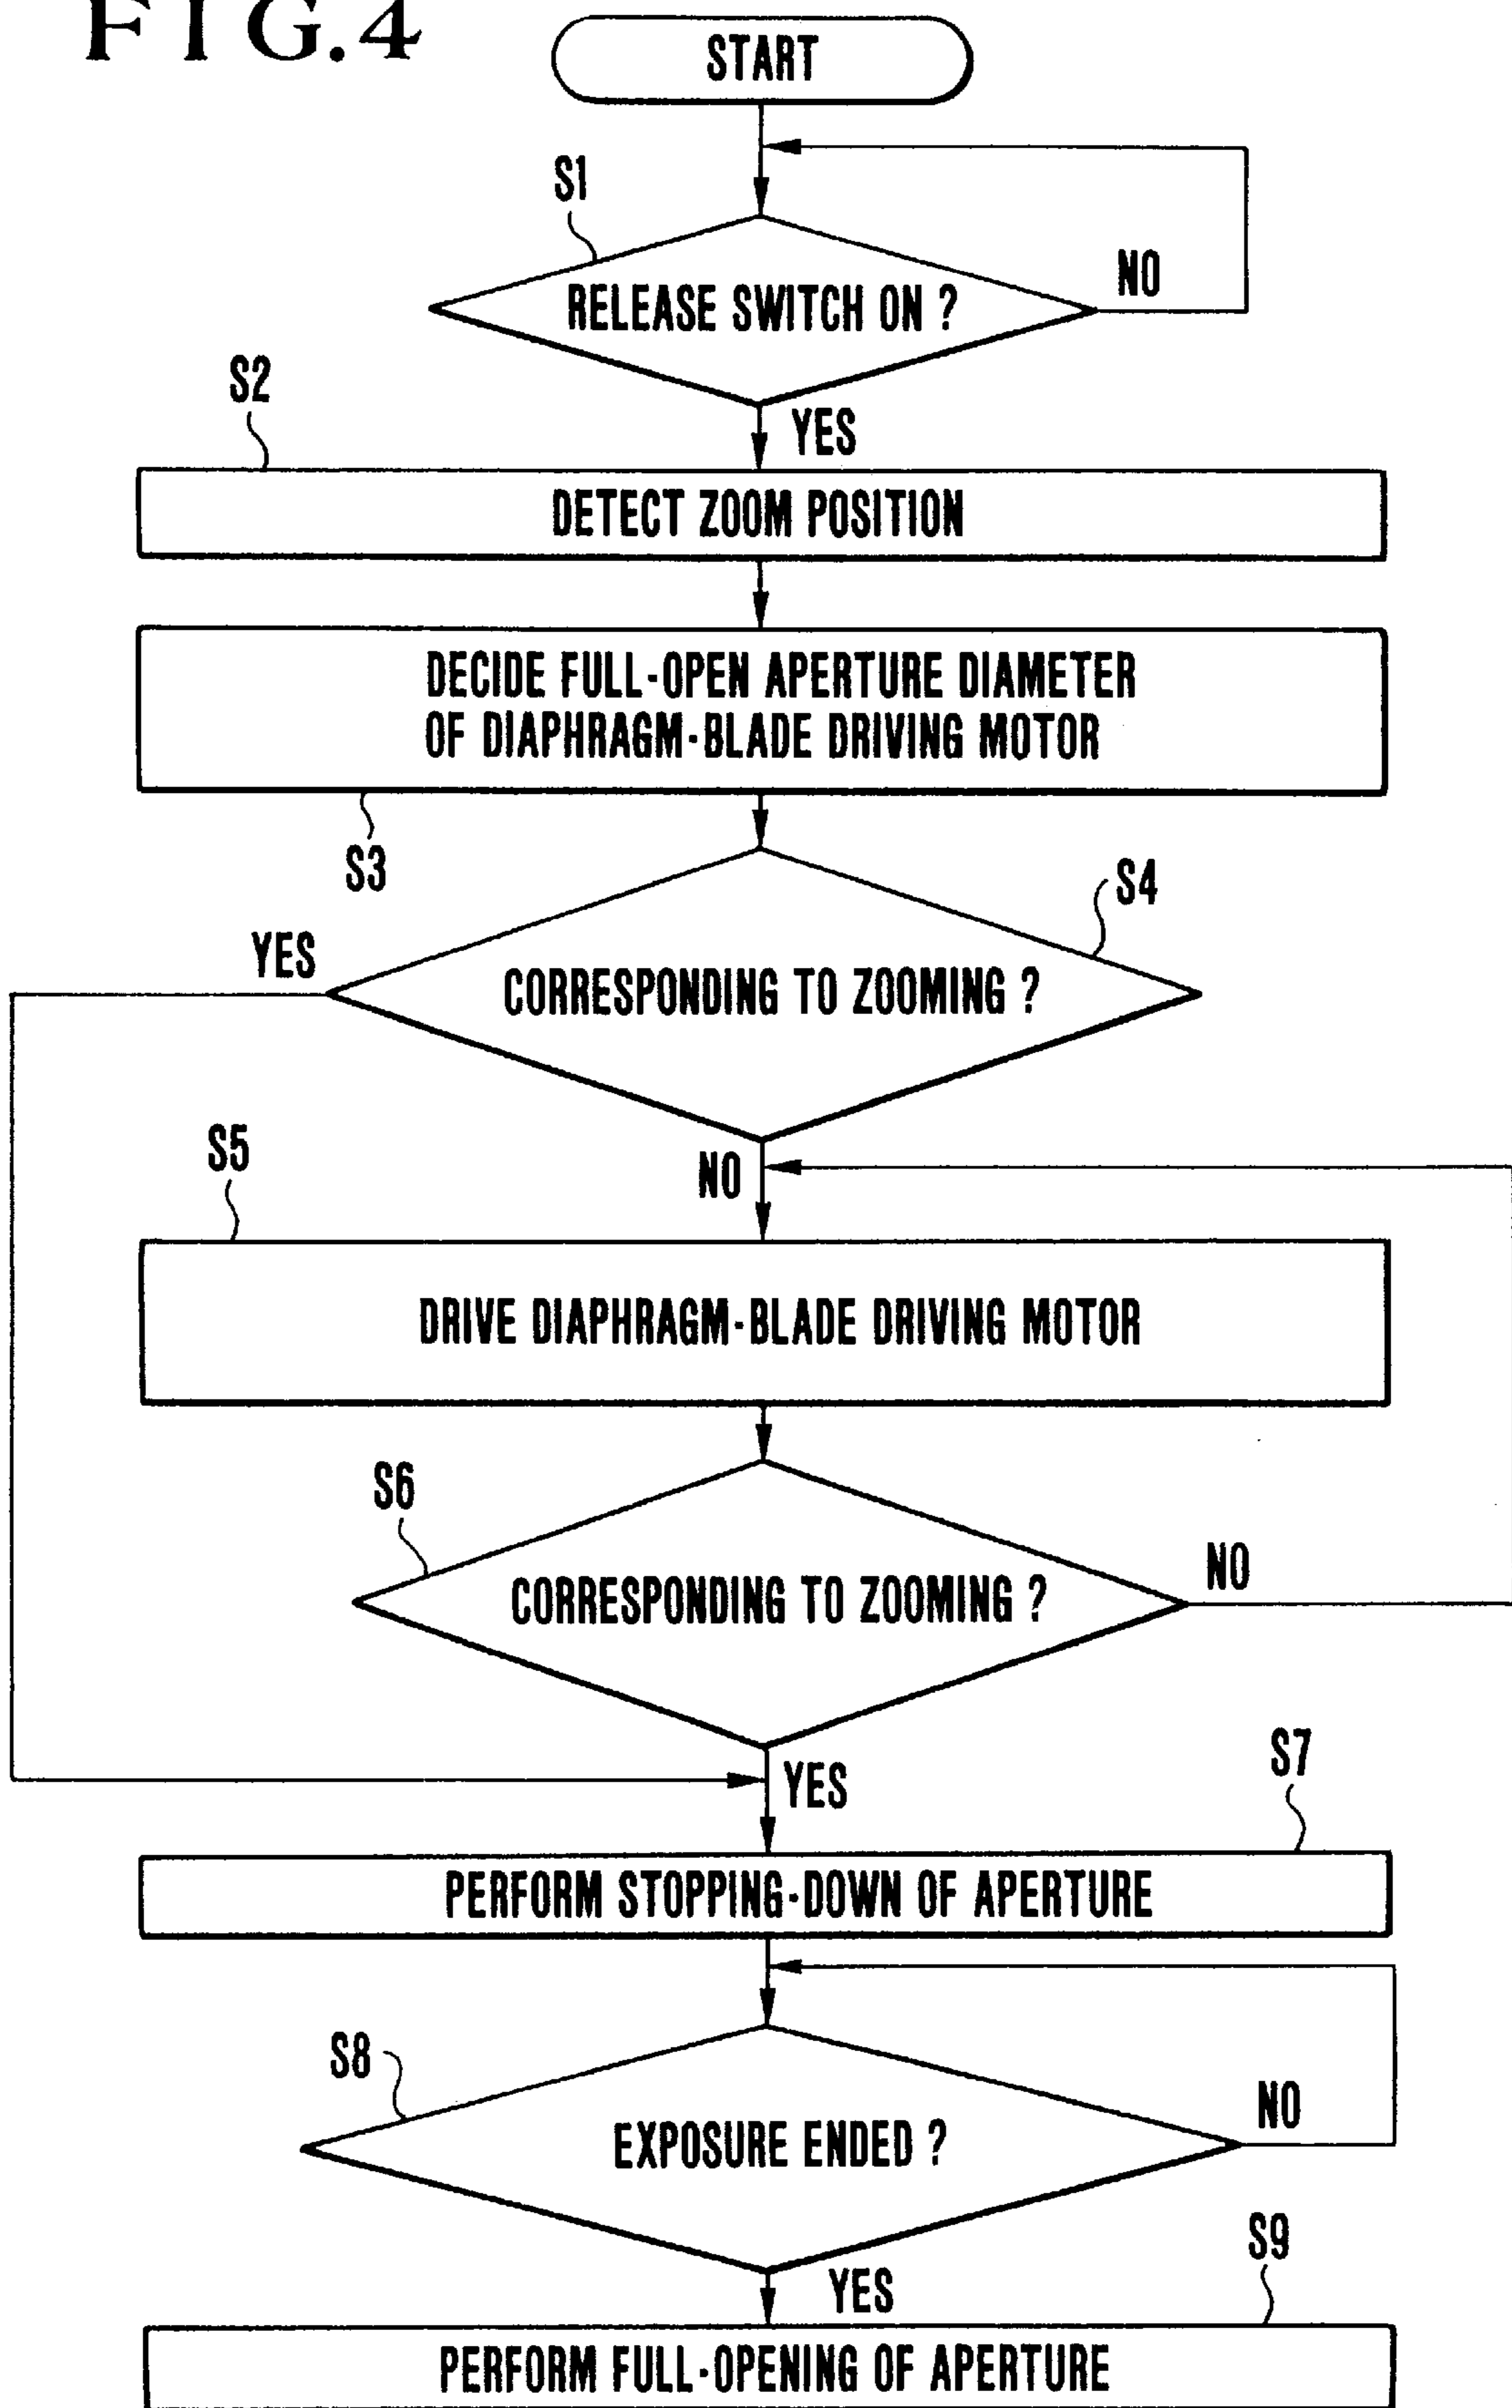 FIG.4
START
S1
RELEASE SWITCH ON ?
NO
YES
S2
DETECT ZOOM POSITION
DECIDE FULL-OPEN APERTURE DIAMETER
OF DIAPHRAGM-BLADE DRIVING MOTOR
S3
S4
YES
CORRESPONDING TO ZOOMING ?
NO
S5
DRIVE DIAPHRAGM-BLADE DRIVING MOTOR
S6
CORRESPONDING TO ZOOMING ?
NO
YES
S7
PERFORM STOPPING-DOWN OF APERTURE
S8
EXPOSURE ENDED ?
NO
YES
S9
PERFORM FULL-OPENING OF APERTURE